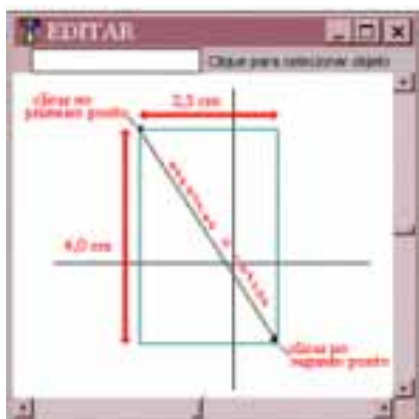 EDITAR
Clique para selecionar objeto
clicar no
primeiro ponto
2,5 cm
4,0 cm
clicar no
segundo ponto